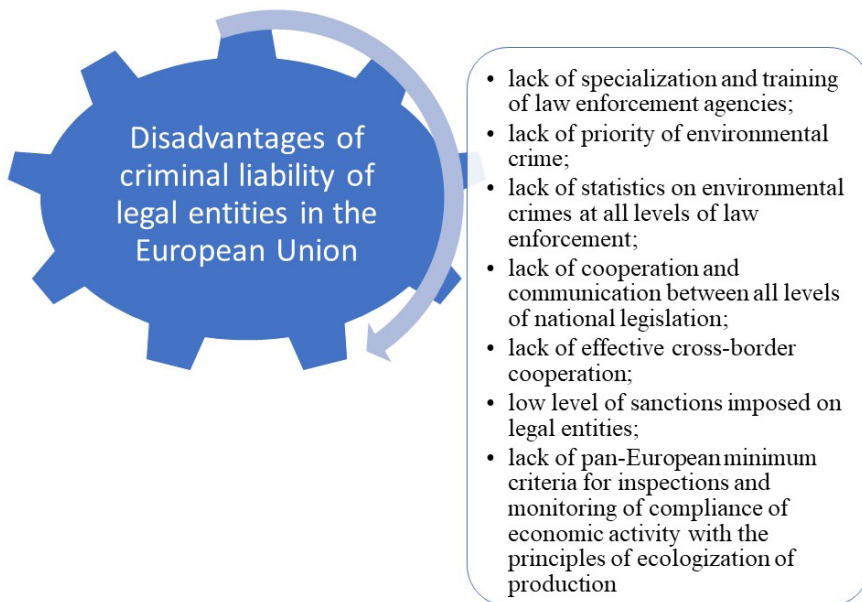 Disadvantages of
criminal liability of
legal entities in the
European Union
• lack of specialization and training
of law enforcement agencies;
• lack of priority of environmental
crime;
• lack of statistics on environmental
crimes at all levels of law
enforcement;
• lack of cooperation and
communication between all levels
of national legislation;
• lack of effective cross-border
cooperation;
• low level of sanctions imposed on
legal entities;
• lack of pan-European minimum
criteria for inspections and
monitoring of compliance of
economic activity with the
principles of ecologization of
production